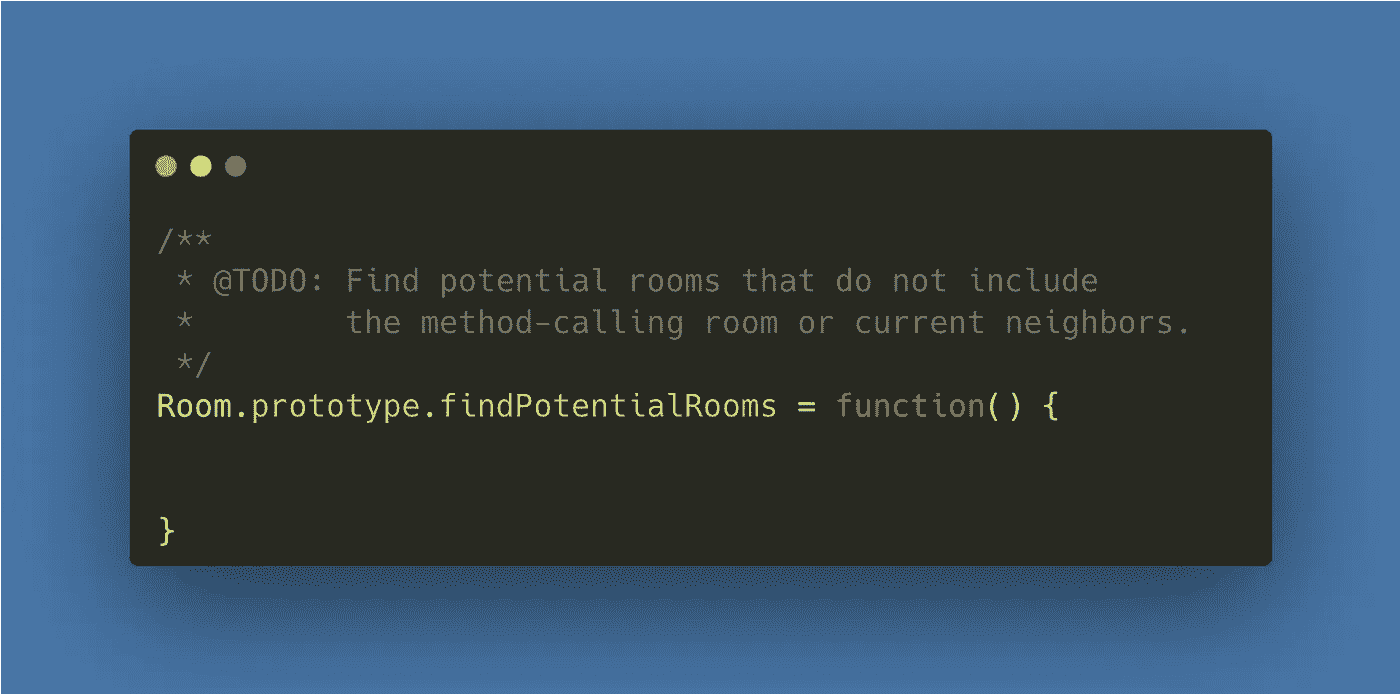 /**
 * @TODO: Find potential rooms that do not include
 *       the method-calling room or current neighbors.
 */
Room.prototype.findPotentialRooms = function() {
}